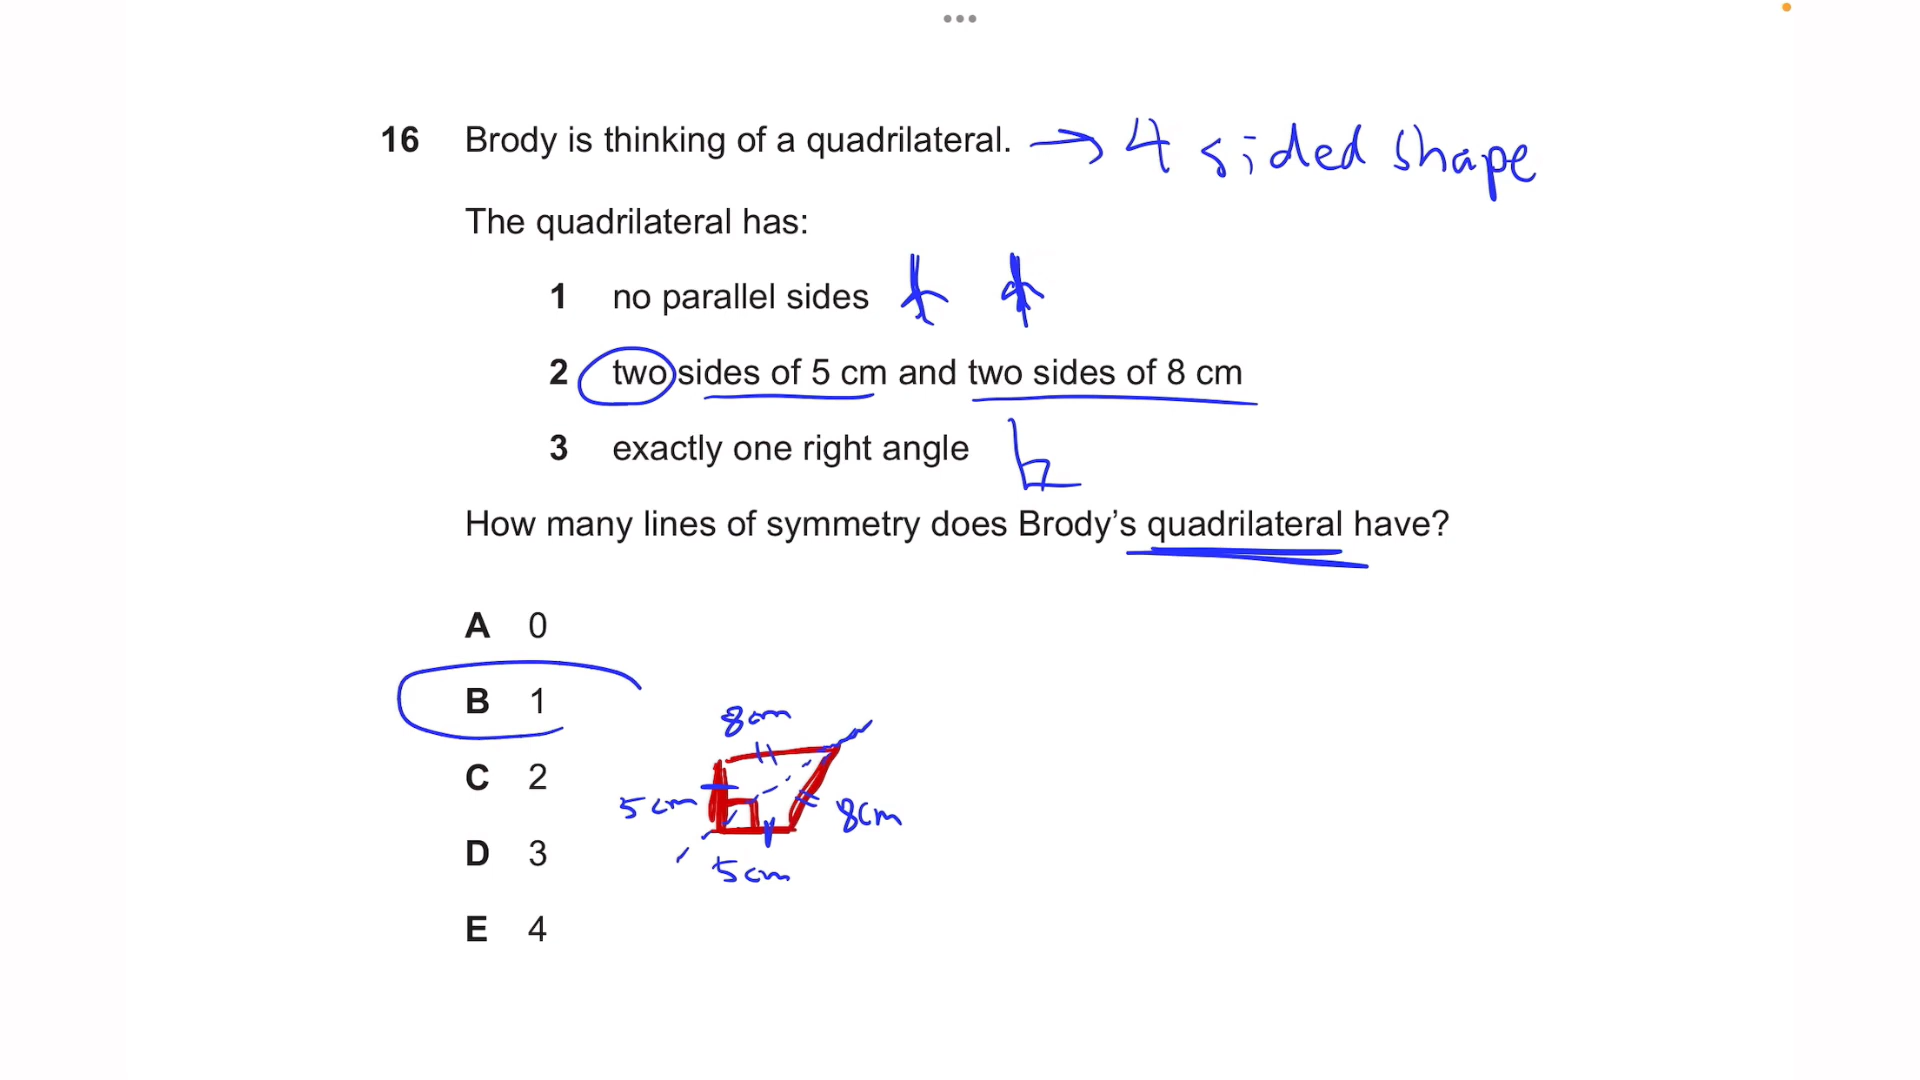 16 Brody is thinking of a quadrilateral. → 4 sided shape
The quadrilateral has:
1 no parallel sides
2 two sides of 5 cm and two sides of 8 cm
3 exactly one right angle
How many lines of symmetry does Brody's quadrilateral have?
A 0
B 1
C 2
D 3
E 4
8cm
5cm
8cm
5cm